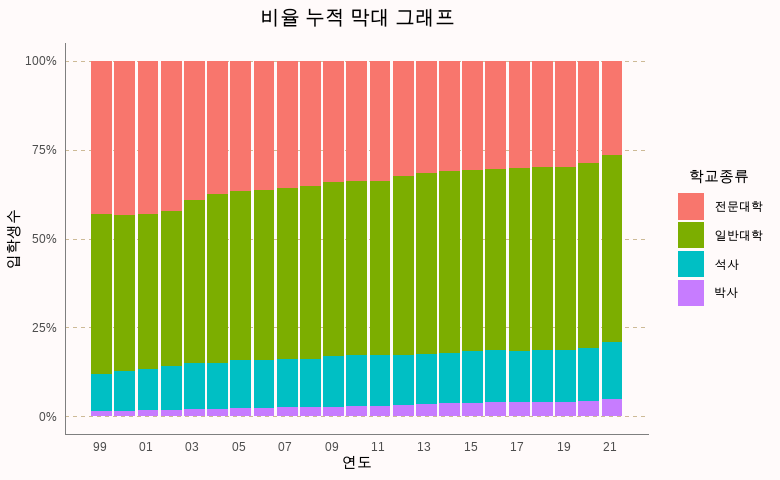 비율 누적 막대 그래프
입학생수
100%
75%
50%
25%
0%
99 01 03 05 07 09 11 13 15 17 19 21
연도
학교종류
전문대학
일반대학
석사
박사